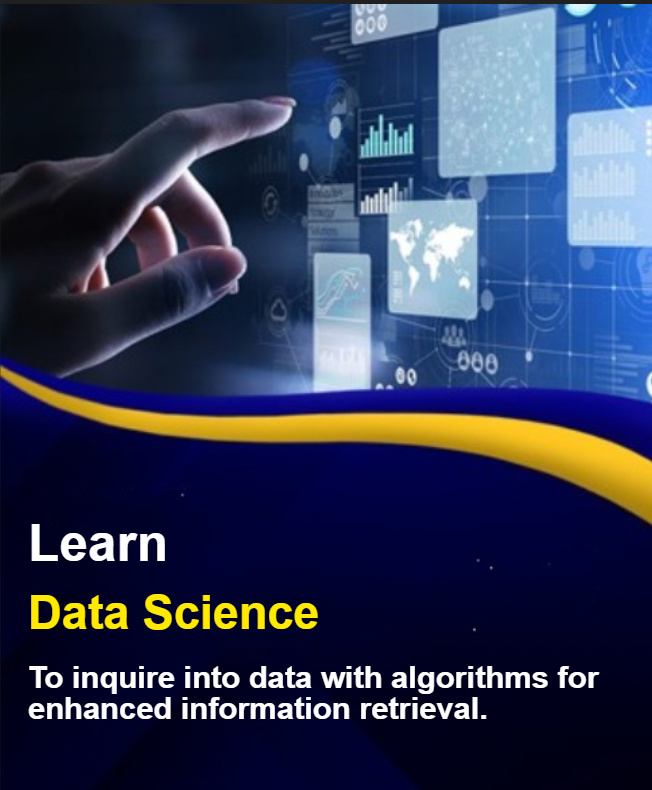 Learn
Data Science
To inquire into data with algorithms for
enhanced information retrieval.